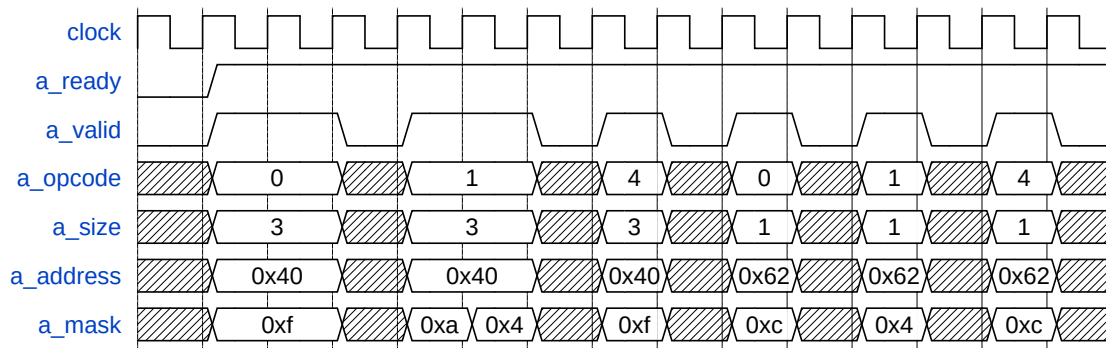 clock
a_ready
a_valid
a_opcode 0 1 4 0 1 4
a_size 3 3 3 1 1 1
a_address 0x40 0x40 0x40 0x62 0x62 0x62
a_mask 0xf 0xa 0x4 0xf 0xc 0x4 0xc